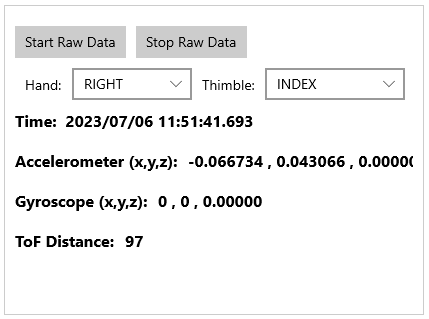 Start Raw Data Stop Raw Data
Hand: RIGHT Thimble: INDEX
Time: 2023/07/06 11:51:41.693
Accelerometer (x,y,z): -0.066734 , 0.043066 , 0.0000
Gyroscope (x,y,z): 0 , 0 , 0.00000
ToF Distance: 97